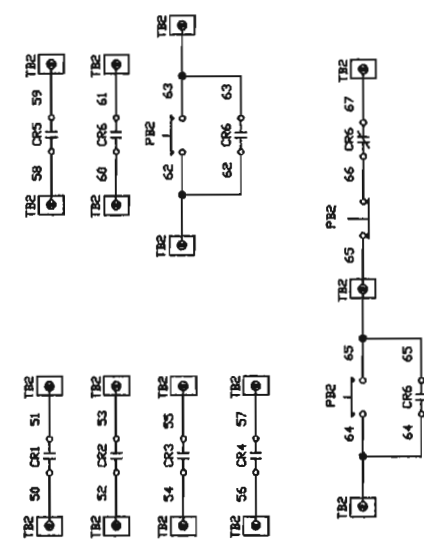 TB2 50 CR1 51 TB2
TB2 58 CR5 59 TB2
TB2 52 CR2 53 TB2
TB2 60 CR6 61 TB2
TB2 54 CR3 55 TB2
PB2
TB2 62 63 TB2
62 CR6 63
TB2 56 CR4 57 TB2
PB2 PB2
TB2 64 65 TB2 65 66 CR6 67 TB2
64 CR6 65